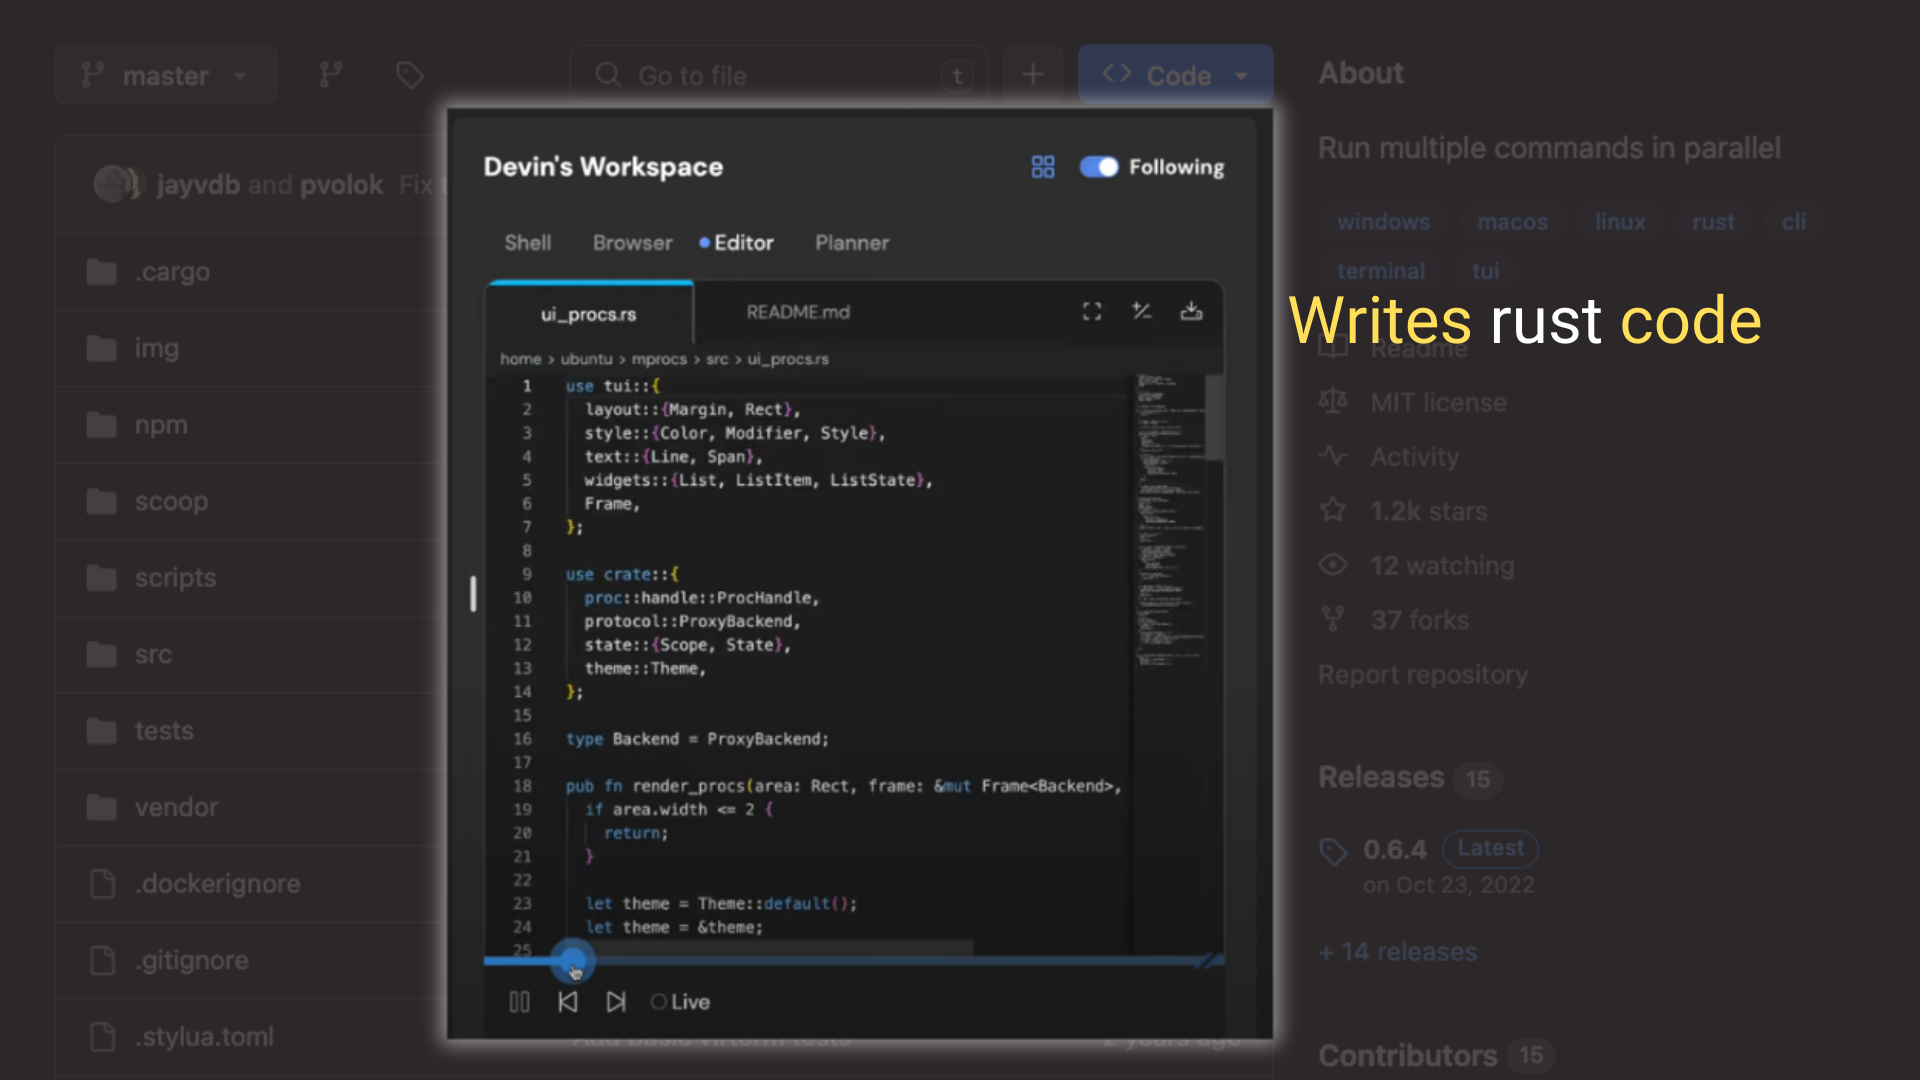 master
Go to file
t
Code
jayvdb and pvolok Fix
.cargo
img
npm
scoop
scripts
src
tests
vendor
.dockerignore
.gitignore
.stylua.toml
Add basic virterm tests
2 years ago
Devin's Workspace
Following
Shell
Browser
Editor
Planner
ui_procs.rs
README.md
home > ubuntu > mprocs > src > ui_procs.rs
1 use tui::{
2 layout::{Margin, Rect},
3 style::{Color, Modifier, Style},
4 text::{Line, Span},
5 widgets::{List, ListItem, ListState},
6 Frame,
7 };
8
9 use crate::{
10 proc::handle::ProcHandle,
11 protocol::ProxyBackend,
12 state::{Scope, State},
13 theme::Theme,
14 };
15
16 type Backend = ProxyBackend;
17
18 pub fn render_procs(area: Rect, frame: &mut Frame<Backend>,
19 if area.width <= 2 {
20 return;
21 }
22
23 let theme = Theme::default();
24 let theme = &theme;
25
Live
Writes rust code
About
Run multiple commands in parallel
windows macos linux rust cli
terminal tui
Readme
MIT license
Activity
1.2k stars
12 watching
37 forks
Report repository
Releases 15
0.6.4 Latest
on Oct 23, 2022
+ 14 releases
Contributors 15